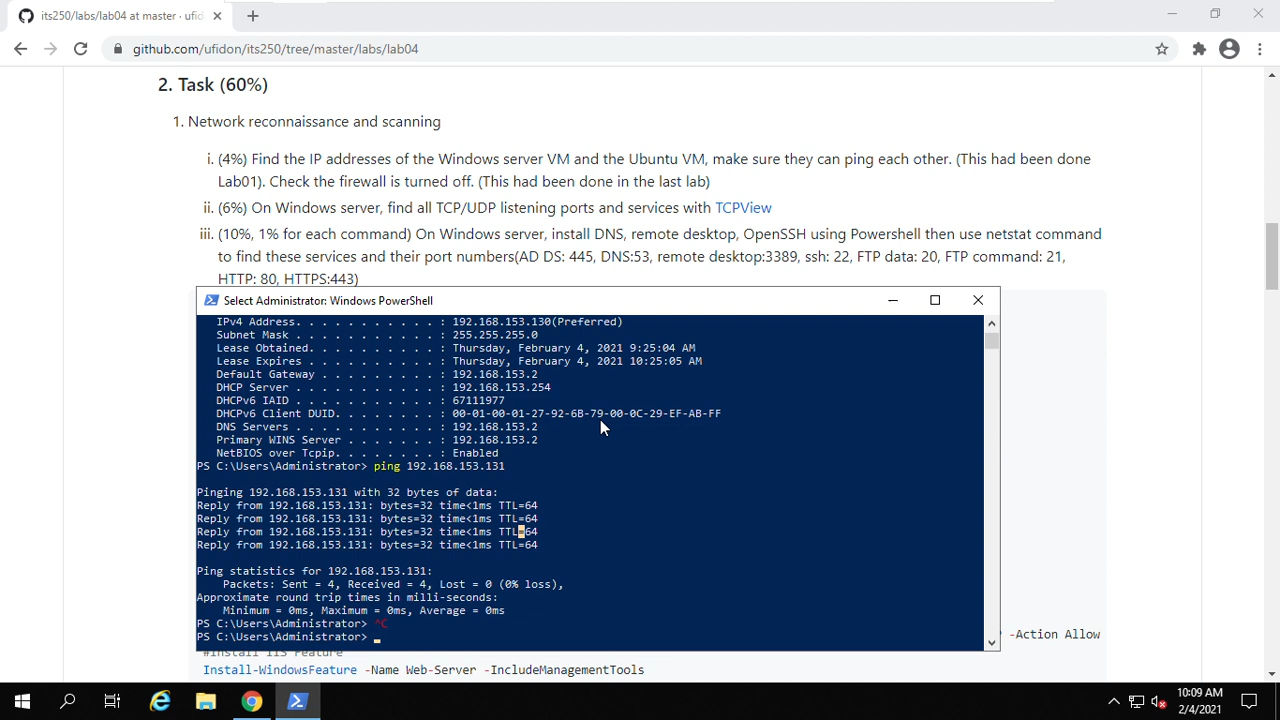 its250/labs/lab04 at master · ufid
github.com/ufidon/its250/tree/master/labs/lab04
2. Task (60%)
1. Network reconnaissance and scanning
i. (4%) Find the IP addresses of the Windows server VM and the Ubuntu VM, make sure they can ping each other. (This had been done
Lab01). Check the firewall is turned off. (This had been done in the last lab)
ii. (6%) On Windows server, find all TCP/UDP listening ports and services with TCPView
iii. (10%, 1% for each command) On Windows server, install DNS, remote desktop, OpenSSH using Powershell then use netstat command
to find these services and their port numbers(AD DS: 445, DNS:53, remote desktop:3389, ssh: 22, FTP data: 20, FTP command: 21,
HTTP: 80, HTTPS:443)
Select Administrator: Windows PowerShell
IPv4 Address. . . . . . . . . . . : 192.168.153.130(Preferred)
Subnet Mask . . . . . . . . . . . : 255.255.255.0
Lease Obtained. . . . . . . . . . : Thursday, February 4, 2021 9:25:04 AM
Lease Expires . . . . . . . . . . : Thursday, February 4, 2021 10:25:05 AM
Default Gateway . . . . . . . . . : 192.168.153.2
DHCP Server . . . . . . . . . . . : 192.168.153.254
DHCPv6 IAID . . . . . . . . . . . : 67111977
DHCPv6 Client DUID. . . . . . . . : 00-01-00-01-27-92-6B-79-00-0C-29-EF-AB-FF
DNS Servers . . . . . . . . . . . : 192.168.153.2
Primary WINS Server . . . . . . . : 192.168.153.2
NetBIOS over Tcpip. . . . . . . . : Enabled
PS C:\Users\Administrator> ping 192.168.153.131
Pinging 192.168.153.131 with 32 bytes of data:
Reply from 192.168.153.131: bytes=32 time<1ms TTL=64
Reply from 192.168.153.131: bytes=32 time<1ms TTL=64
Reply from 192.168.153.131: bytes=32 time<1ms TTL=64
Reply from 192.168.153.131: bytes=32 time<1ms TTL=64
Ping statistics for 192.168.153.131:
Packets: Sent = 4, Received = 4, Lost = 0 (0% loss),
Approximate round trip times in milli-seconds:
Minimum = 0ms, Maximum = 0ms, Average = 0ms
PS C:\Users\Administrator> ^C
PS C:\Users\Administrator>
-Action Allow
#Install IIS Feature
Install-WindowsFeature -Name Web-Server -IncludeManagementTools
10:09 AM
2/4/2021